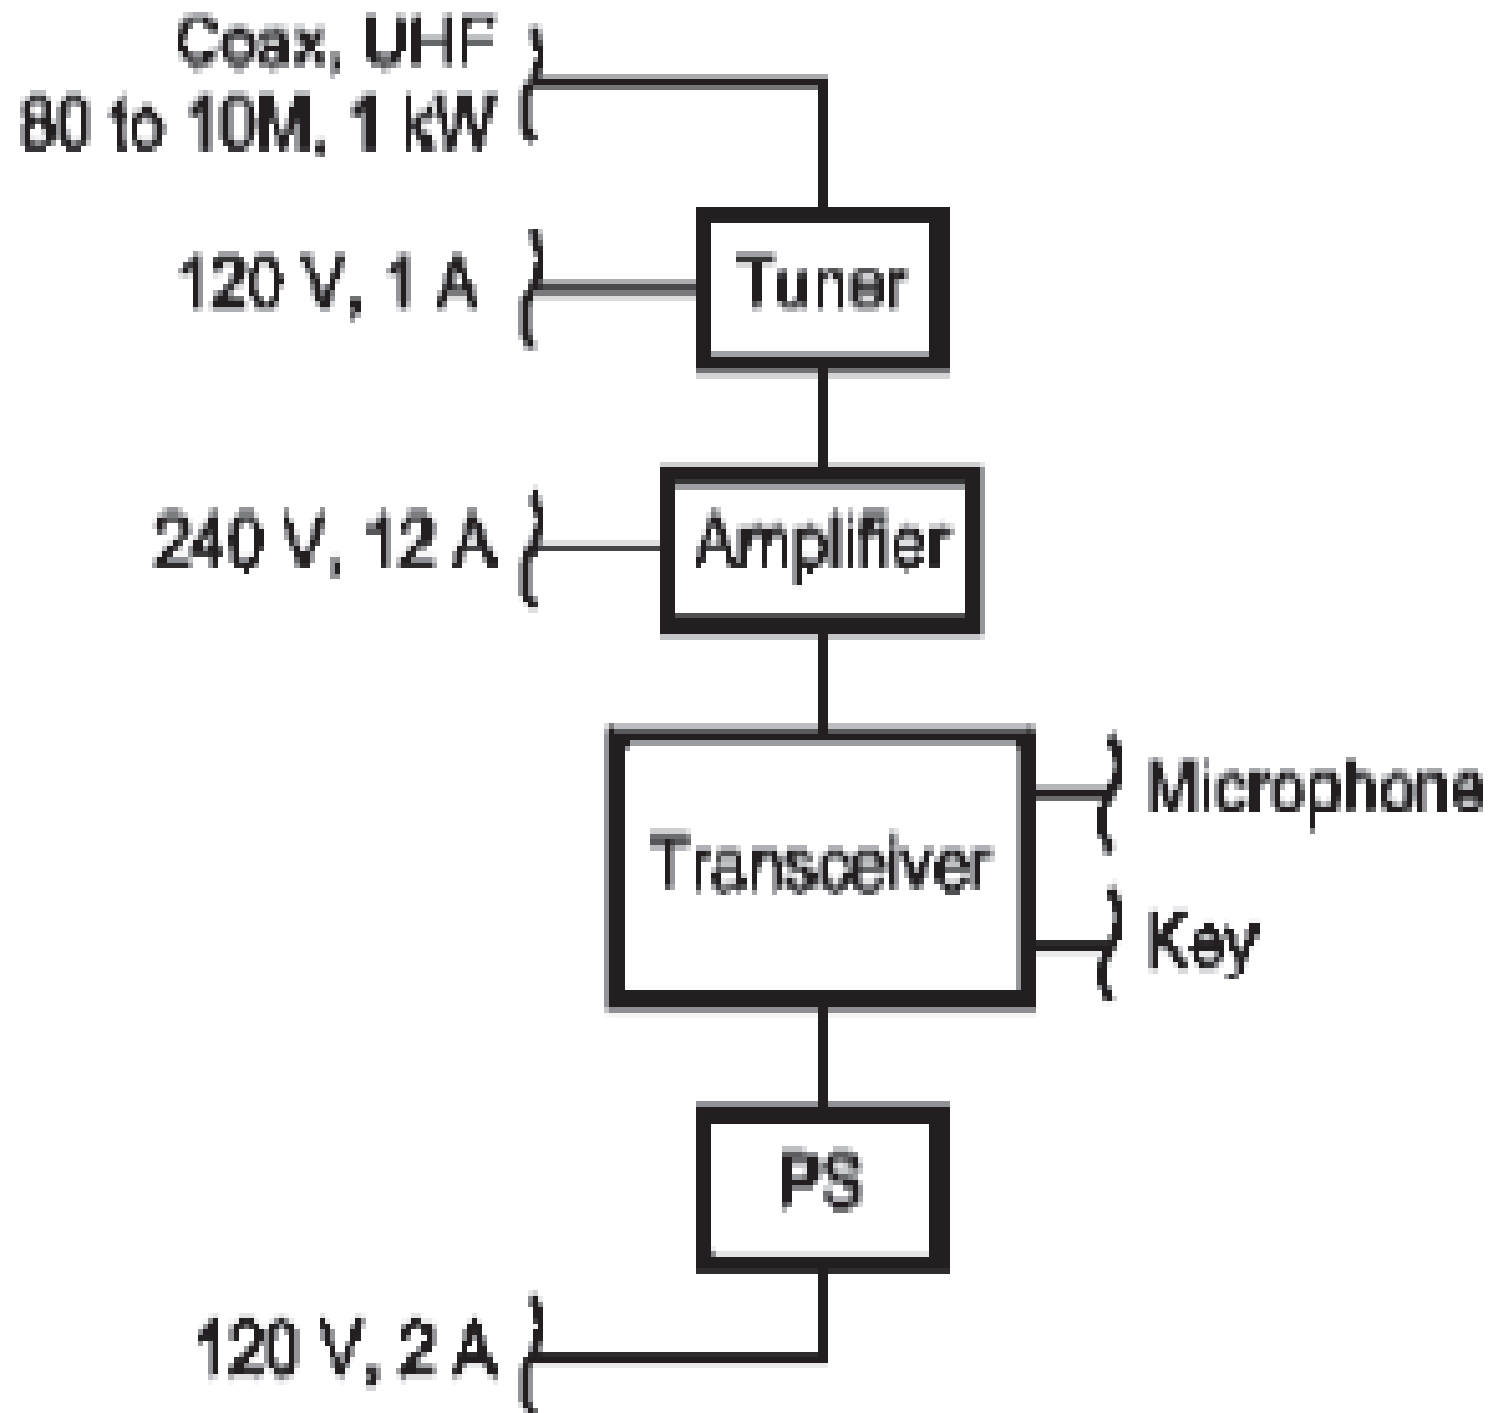 Coax, UHF
80 to 10M, 1 kW
120 V, 1 A
Tuner
240 V, 12 A
Amplifier
Microphone
Transceiver
Key
PS
120 V, 2 A